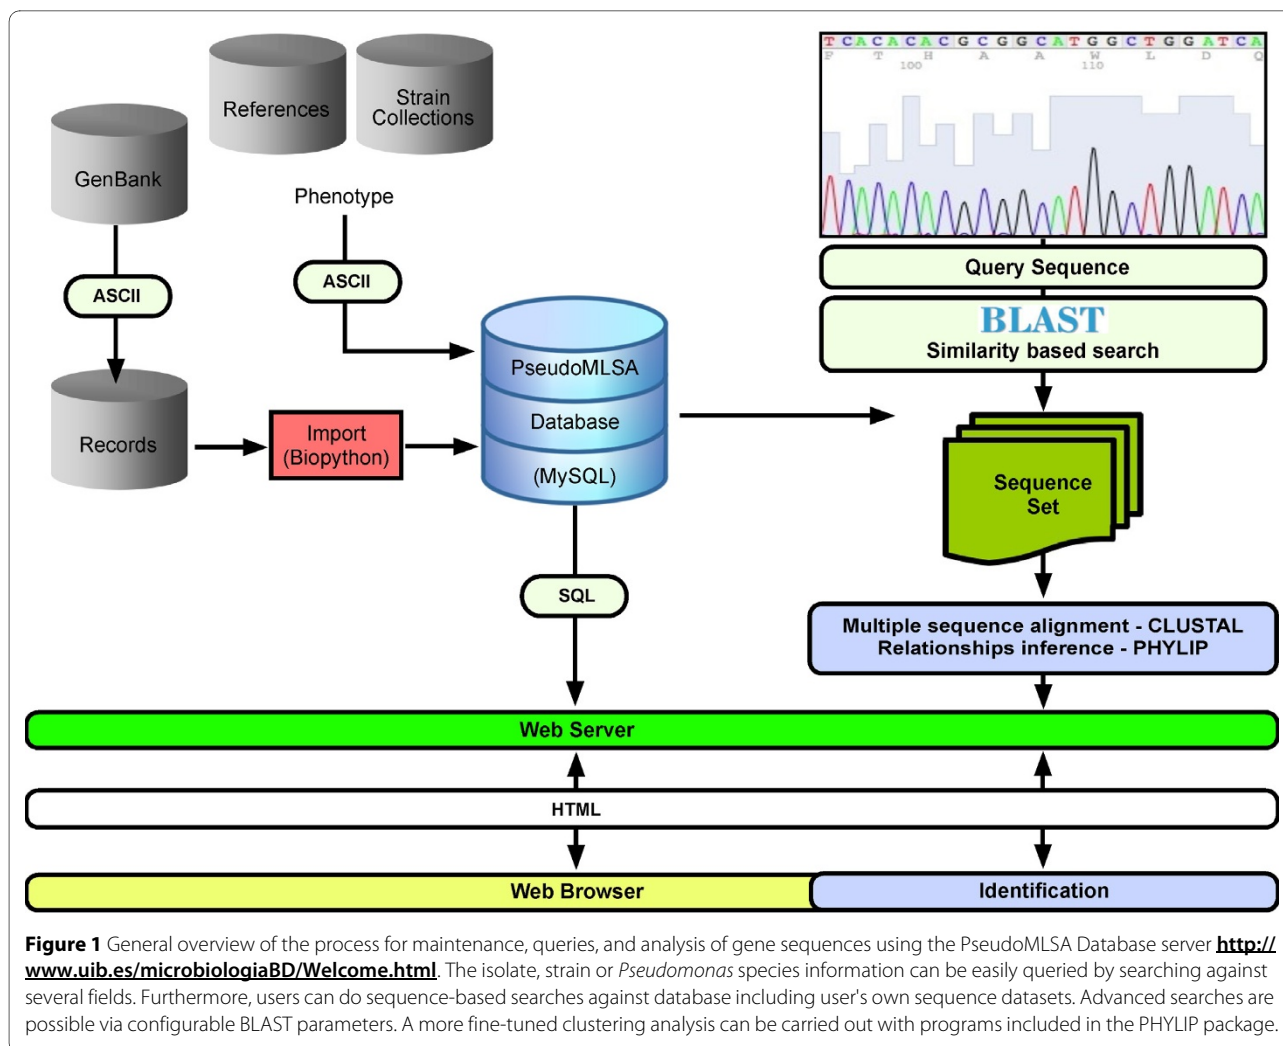 References
Strain
Collections
GenBank
Phenotype
ASCII
ASCII
Records
Import
(Biopython)
PseudoMLSA
Database
(MySQL)
SQL
TCACACACGCGGCATGGCTGGATCA
P T H A A W L D Q
100 110
Query Sequence
BLAST
Similarity based search
Sequence
Set
Multiple sequence alignment - CLUSTAL
Relationships inference - PHYLIP
Web Server
HTML
Web Browser
Identification
Figure 1 General overview of the process for maintenance, queries, and analysis of gene sequences using the PseudoMLSA Database server http://
www.uib.es/microbiologiaBD/Welcome.html. The isolate, strain or Pseudomonas species information can be easily queried by searching against
several fields. Furthermore, users can do sequence-based searches against database including user's own sequence datasets. Advanced searches are
possible via configurable BLAST parameters. A more fine-tuned clustering analysis can be carried out with programs included in the PHYLIP package.